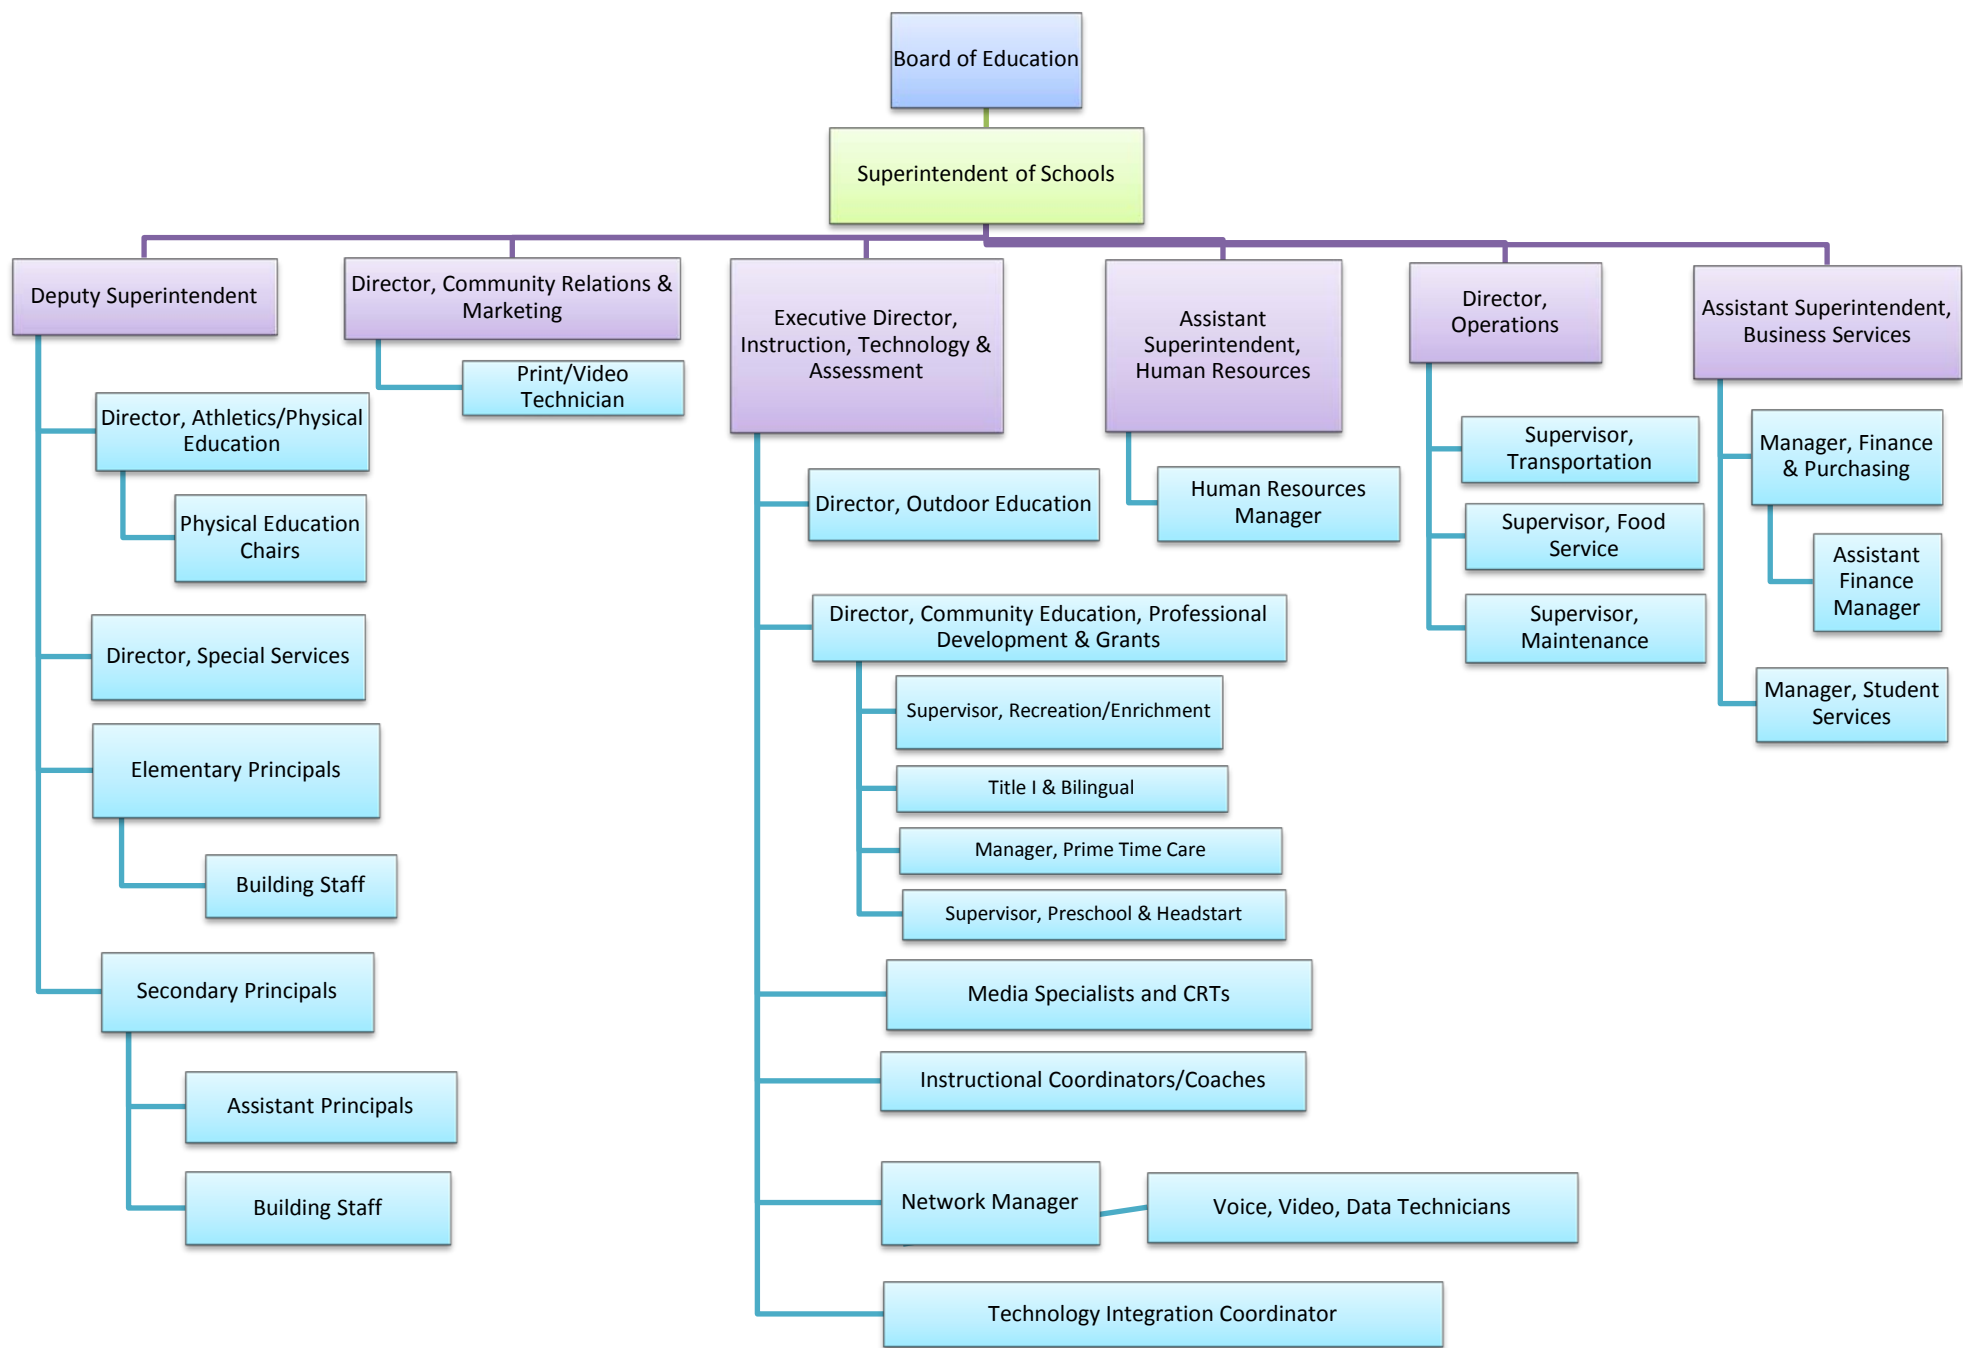 Board of Education
Superintendent of Schools
Deputy Superintendent
Director, Athletics/Physical
Education
Physical Education
Chairs
Director, Special Services
Elementary Principals
Building Staff
Secondary Principals
Assistant Principals
Building Staff
Director, Community Relations &
Marketing
Print/Video
Technician
Executive Director,
Instruction, Technology &
Assessment
Director, Outdoor Education
Director, Community Education, Professional
Development & Grants
Supervisor, Recreation/Enrichment
Title I & Bilingual
Manager, Prime Time Care
Supervisor, Preschool & Headstart
Media Specialists and CRTs
Instructional Coordinators/Coaches
Network Manager
Voice, Video, Data Technicians
Technology Integration Coordinator
Assistant
Superintendent,
Human Resources
Human Resources
Manager
Director,
Operations
Supervisor,
Transportation
Supervisor, Food
Service
Supervisor,
Maintenance
Assistant Superintendent,
Business Services
Manager, Finance
& Purchasing
Assistant
Finance
Manager
Manager, Student
Services